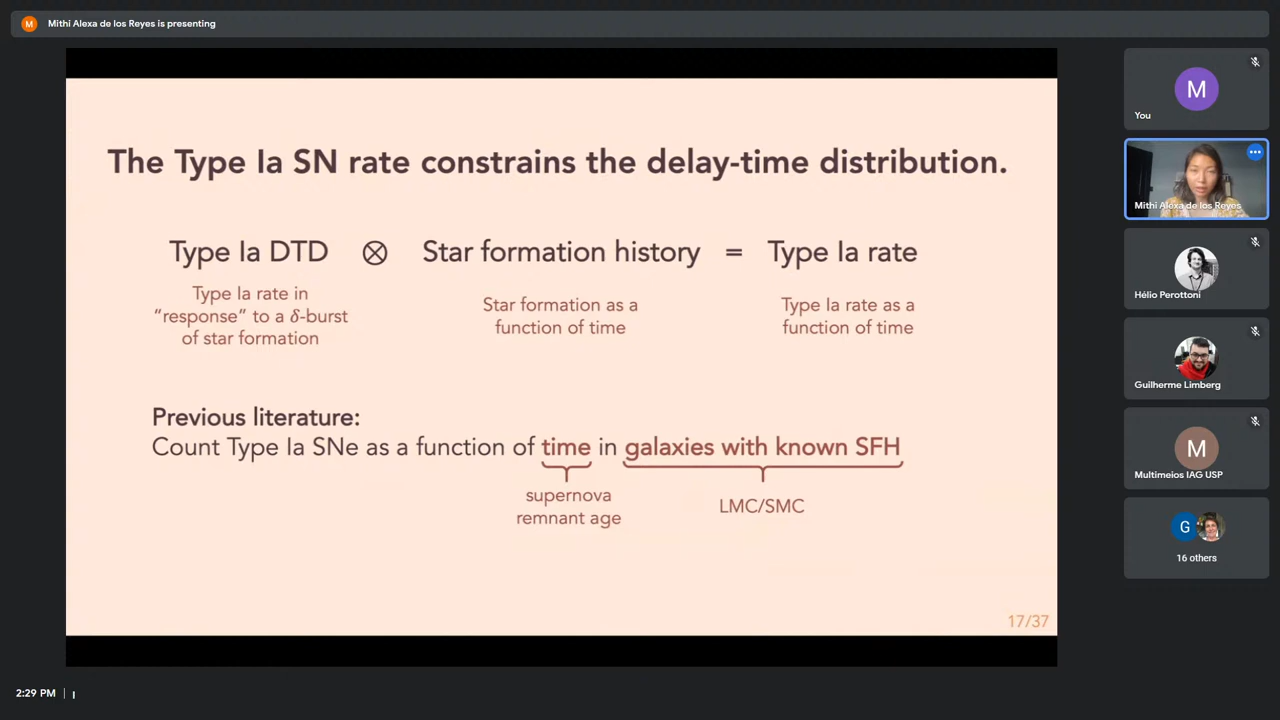 M Mithi Alexa de los Reyes is presenting
The Type Ia SN rate constrains the delay-time distribution.
Type Ia DTD ⊗ Star formation history = Type Ia rate
Type Ia rate in
"response" to a δ-burst
of star formation
Star formation as a
function of time
Type Ia rate as a
function of time
Previous literature:
Count Type Ia SNe as a function of time in galaxies with known SFH
supernova
remnant age
LMC/SMC
17/37
M
You
Mithi Alexa de los Reyes
Hélio Perottoni
Guilherme Limberg
M
Multimeios IAG USP
G
16 others
2:29 PM | I